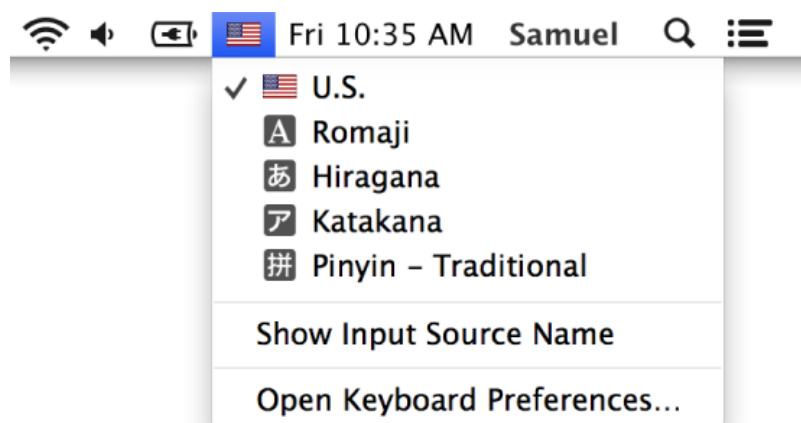 Fri 10:35 AM Samuel
U.S.
A Romaji
あ Hiragana
ア Katakana
拼 Pinyin – Traditional
Show Input Source Name
Open Keyboard Preferences...